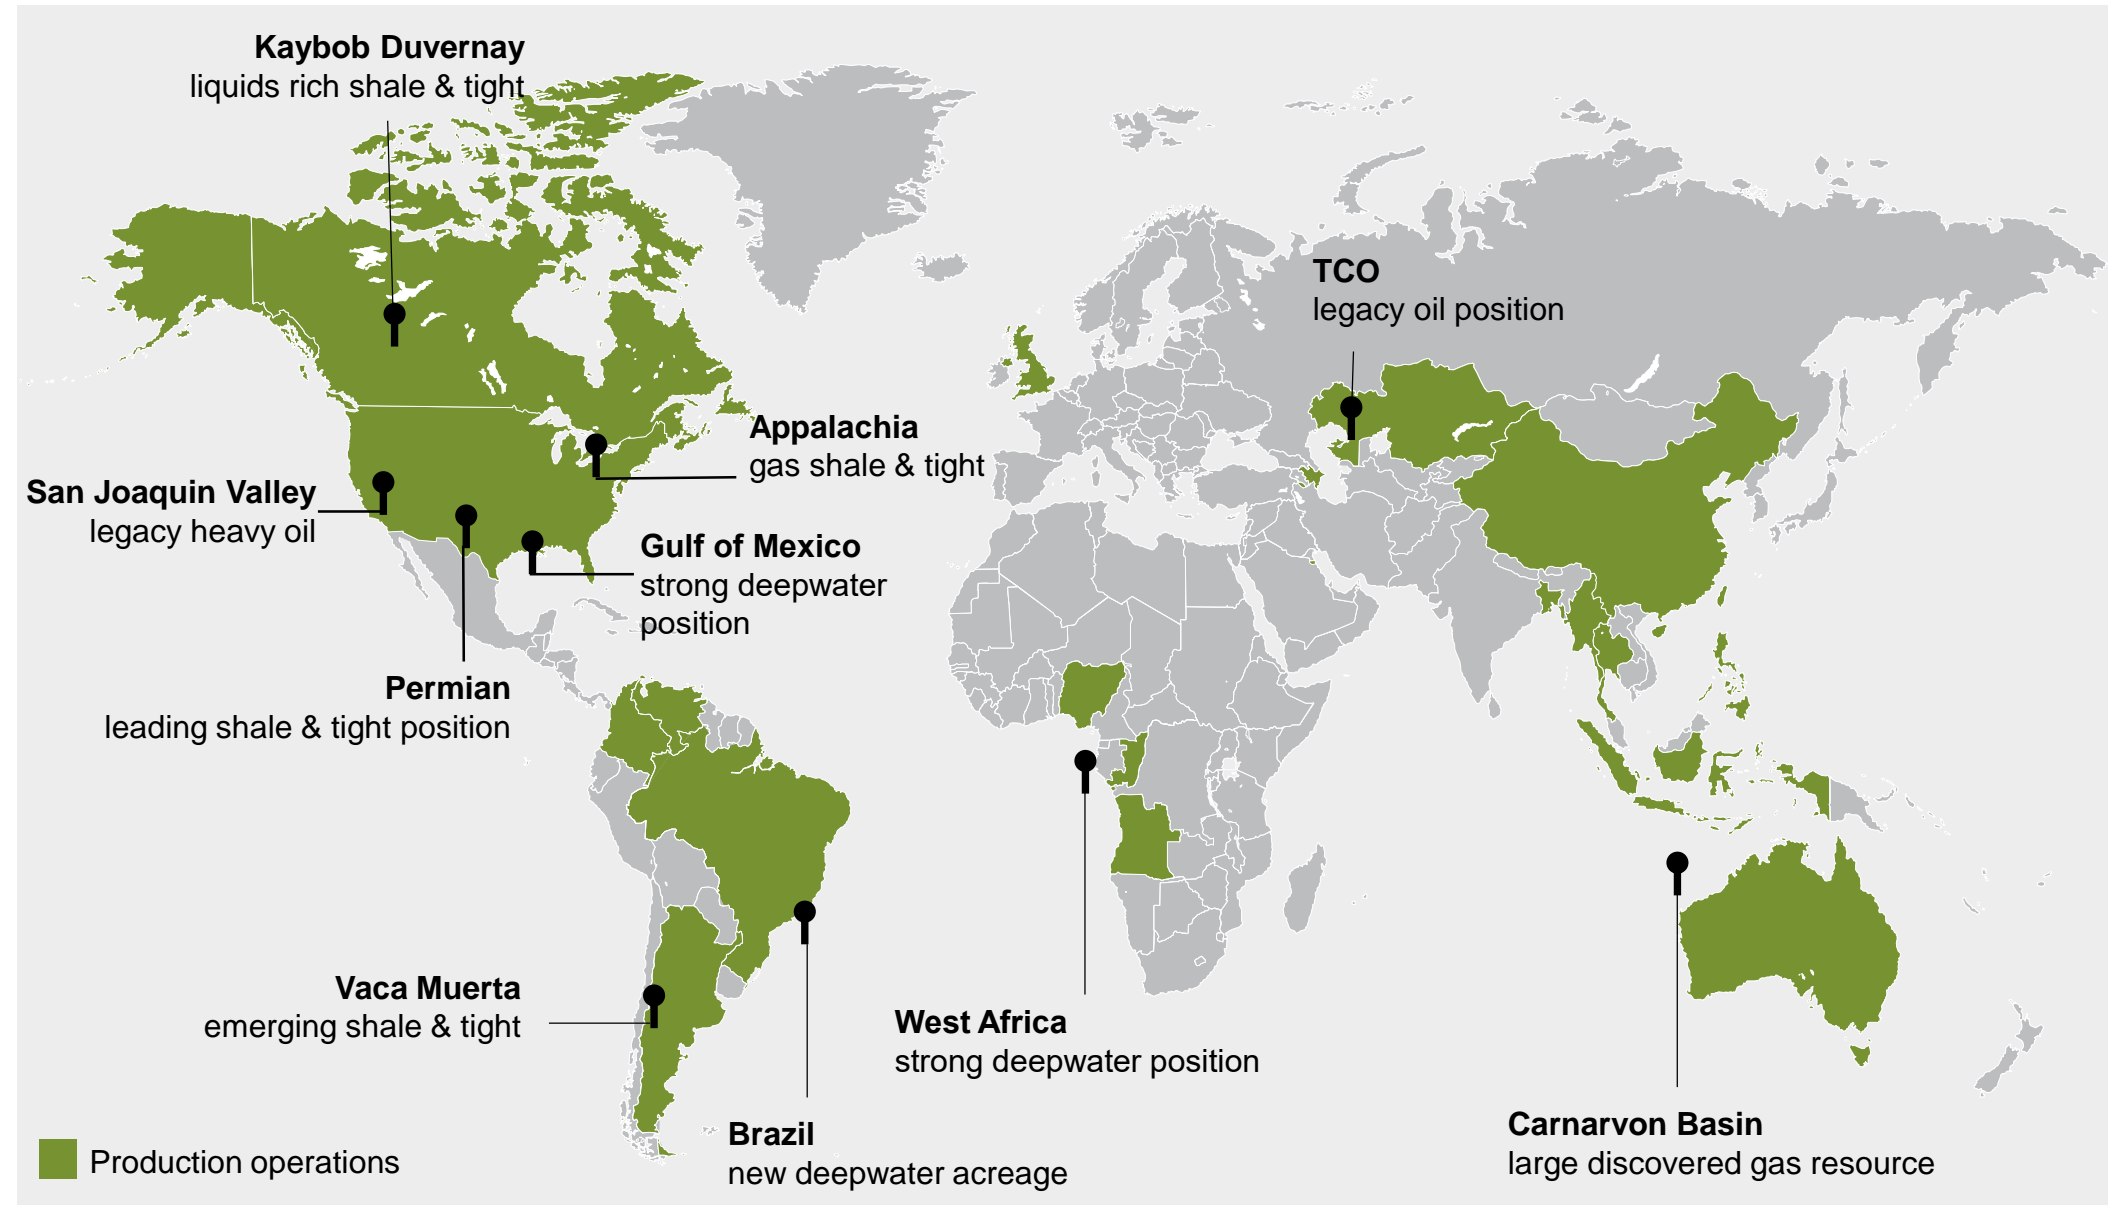 Kaybob Duvernay
liquids rich shale & tight
TCO
legacy oil position
Appalachia
gas shale & tight
San Joaquin Valley
legacy heavy oil
Gulf of Mexico
strong deepwater
position
Permian
leading shale & tight position
Vaca Muerta
emerging shale & tight
West Africa
strong deepwater position
Brazil
new deepwater acreage
Carnarvon Basin
large discovered gas resource
Production operations